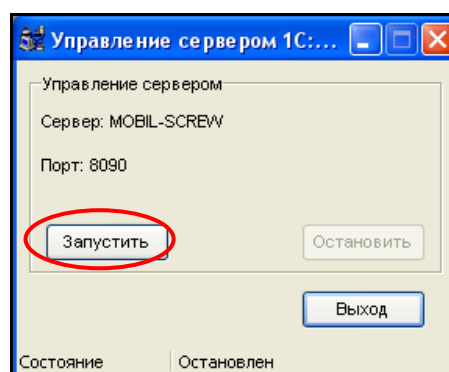 Управление сервером 1С:...
Управление сервером
Сервер: MOBIL-SCREW
Порт: 8090
Запустить Остановить
Выход
Состояние Остановлен